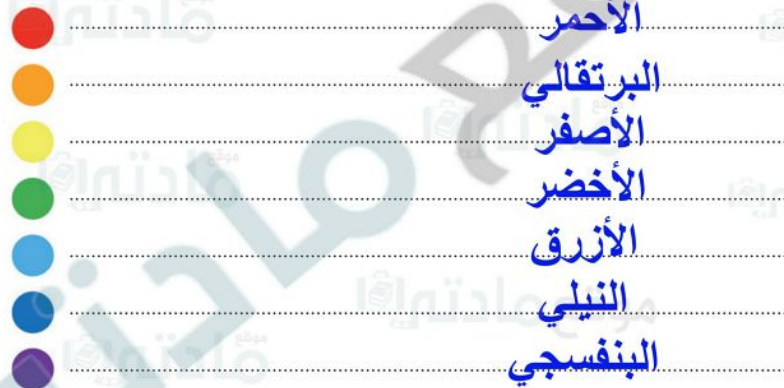 الأحمر
البرتقالي
الأصفر
الأخضر
الأزرق
النيلي
البنفسجي